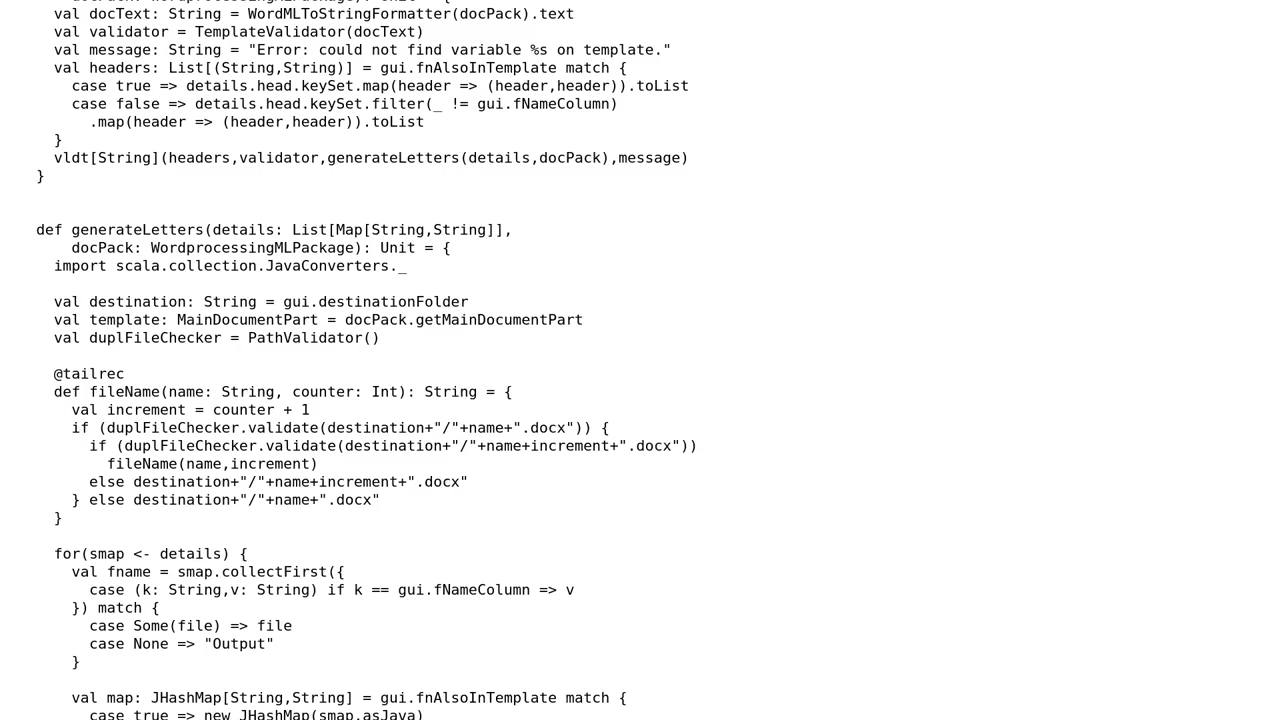 val docText: String = WordMLToStringFormatter(docPack).text
val validator = TemplateValidator(docText)
val message: String = "Error: could not find variable %s on template."
val headers: List[(String,String)] = gui.fnAlsoInTemplate match {
case true => details.head.keySet.map(header => (header,header)).toList
case false => details.head.keySet.filter(_ != gui.fNameColumn)
.map(header => (header,header)).toList
}
vldt[String](headers,validator,generateLetters(details,docPack),message)
}
def generateLetters(details: List[Map[String,String]],
docPack: WordprocessingMLPackage): Unit = {
import scala.collection.JavaConverters._
val destination: String = gui.destinationFolder
val template: MainDocumentPart = docPack.getMainDocumentPart
val duplFileChecker = PathValidator()
@tailrec
def fileName(name: String, counter: Int): String = {
val increment = counter + 1
if (duplFileChecker.validate(destination+"/"+name+".docx")) {
if (duplFileChecker.validate(destination+"/"+name+increment+".docx"))
fileName(name,increment)
else destination+"/"+name+increment+".docx"
} else destination+"/"+name+".docx"
}
for(smap <- details) {
val fname = smap.collectFirst({
case (k: String,v: String) if k == gui.fNameColumn => v
}) match {
case Some(file) => file
case None => "Output"
}
val map: JHashMap[String,String] = gui.fnAlsoInTemplate match {
case true => new JHashMap(smap.asJava)